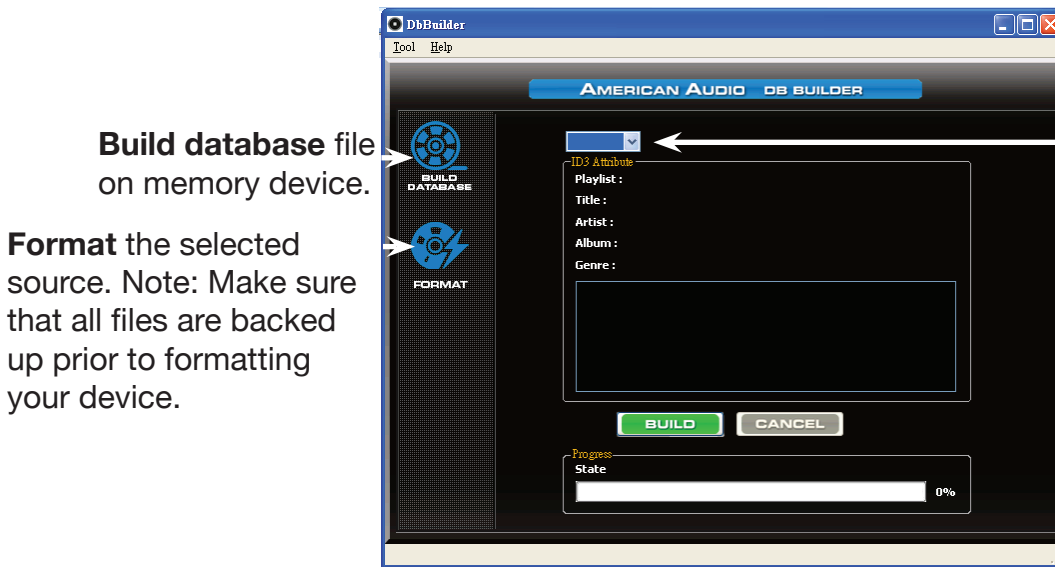 DbBuilder
Tool Help
AMERICAN AUDIO DB BUILDER
Build database file
on memory device.
BUILD
DATABASE
Format the selected
source. Note: Make sure
that all files are backed
up prior to formatting
your device.
FORMAT
ID3 Attribute
Playlist :
Title :
Artist :
Album :
Genre :
BUILD CANCEL
Progress
State
0%